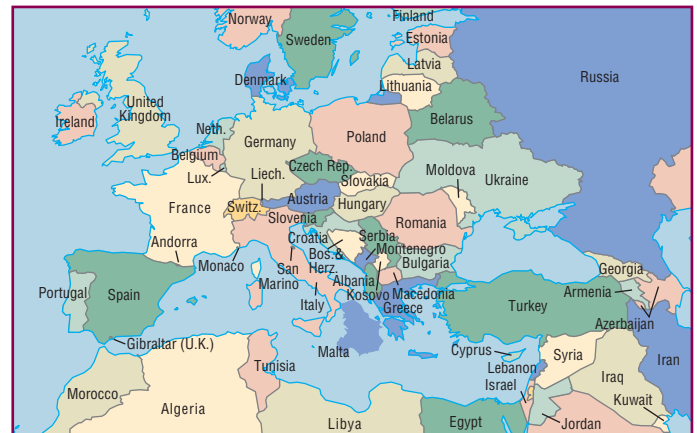 Norway
Finland
Sweden
Estonia
Russia
Latvia
Denmark
Lithuania
United
Kingdom
Ireland
Neth.
Belarus
Poland
Germany
Belgium
Lux.
Liech.
Czech Rep.
Moldova
Ukraine
Slovakia
Austria
Hungary
France
Switz.
Slovenia
Romania
Andorra
Croatia
Serbia
Bos. &
Herz.
Montenegro
Bulgaria
Monaco
San
Marino
Georgia
Portugal
Spain
Albania
Kosovo
Macedonia
Armenia
Italy
Greece
Turkey
Azerbaijan
Gibraltar (U.K.)
Malta
Cyprus
Syria
Iran
Tunisia
Lebanon
Israel
Iraq
Morocco
Algeria
Kuwait
Libya
Egypt
Jordan